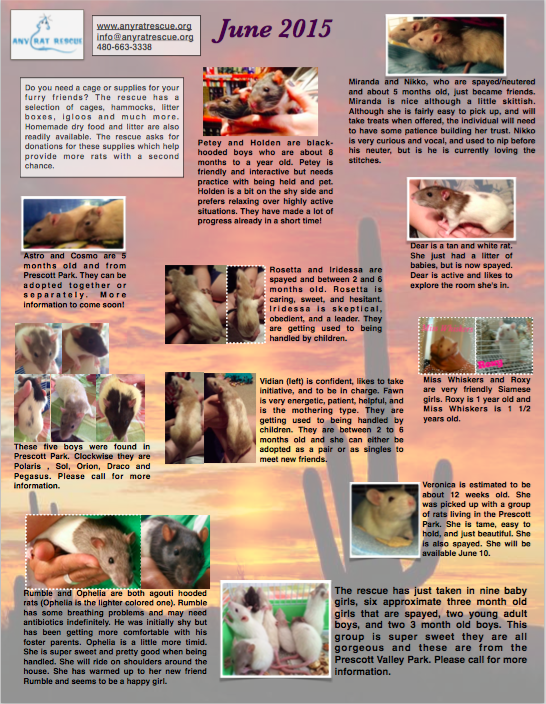 ANY RAT RESCUE
www.anyratrescue.org
info@anyratrescue.org
480-663-3338
June 2015
Do you need a cage or supplies for your
furry friends? The rescue has a
selection of cages, hammocks, litter
boxes, igloos and much more.
Homemade dry food and litter are also
readily available. The rescue asks for
donations for these supplies which help
provide more rats with a second
chance.
Petey and Holden are black-
hooded boys who are about 8
months to a year old. Petey is
friendly and interactive but needs
practice with being held and pet.
Holden is a bit on the shy side and
prefers relaxing over highly active
situations. They have made a lot of
progress already in a short time!
Miranda and Nikko, who are spayed/neutered
and about 5 months old, just became friends.
Miranda is nice although a little skittish.
Although she is fairly easy to pick up, and will
take treats when offered, the individual will need
to have some patience building her trust. Nikko
is very curious and vocal, and used to nip before
his neuter, but is he is currently loving the
stitches.
Astro and Cosmo are 5
months old and from
Prescott Park. They can be
adopted together or
separately. More
information to come soon!
Dear is a tan and white rat.
She just had a litter of
babies, but is now spayed.
Dear is active and likes to
explore the room she's in.
Rosetta and Iridessa are
spayed and between 2 and 6
months old. Rosetta is
caring, sweet, and hesitant.
Iridessa is skeptical,
obedient, and a leader. They
are getting used to being
handled by children.
Miss Whiskers and Roxy
are very friendly Siamese
girls. Roxy is 1 year old and
Miss Whiskers is 1 1/2
years old.
Vidian (left) is confident, likes to take
initiative, and to be in charge. Fawn
is very energetic, patient, helpful, and
is the mothering type. They are
getting used to being handled by
children. They are between 2 to 6
months old and she can either be
adopted as a pair or as singles to
meet new friends.
These five boys were found in
Prescott Park. Clockwise they are
Polaris , Sol, Orion, Draco and
Pegasus. Please call for more
information.
Veronica is estimated to be
about 12 weeks old. She
was picked up with a group
of rats living in the Prescott
Park. She is tame, easy to
hold, and just beautiful. She
is also spayed. She will be
available June 10.
Rumble and Ophelia are both agouti hooded
rats (Ophelia is the lighter colored one). Rumble
has some breathing problems and may need
antibiotics indefinitely. He was initially shy but
has been getting more comfortable with his
foster parents. Ophelia is a little more timid.
She is super sweet and pretty good when being
handled. She will ride on shoulders around the
house. She has warmed up to her new friend
Rumble and seems to be a happy girl.
The rescue has just taken in nine baby
girls, six approximate three month old
girls that are spayed, two young adult
boys, and two 3 month old boys. This
group is super sweet they are all
gorgeous and these are from the
Prescott Valley Park. Please call for more
information.